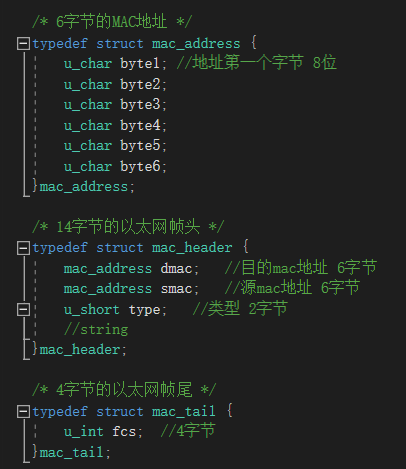 /* 6字节的MAC地址 */
typedef struct mac_address {
u_char byte1; //地址第一个字节 8位
u_char byte2;
u_char byte3;
u_char byte4;
u_char byte5;
u_char byte6;
}mac_address;
/* 14字节的以太网帧头 */
typedef struct mac_header {
mac_address dmac; //目的mac地址 6字节
mac_address smac; //源mac地址 6字节
u_short type; //类型 2字节
//string
}mac_header;
/* 4字节的以太网帧尾 */
typedef struct mac_tail {
u_int fcs; //4字节
}mac_tail;